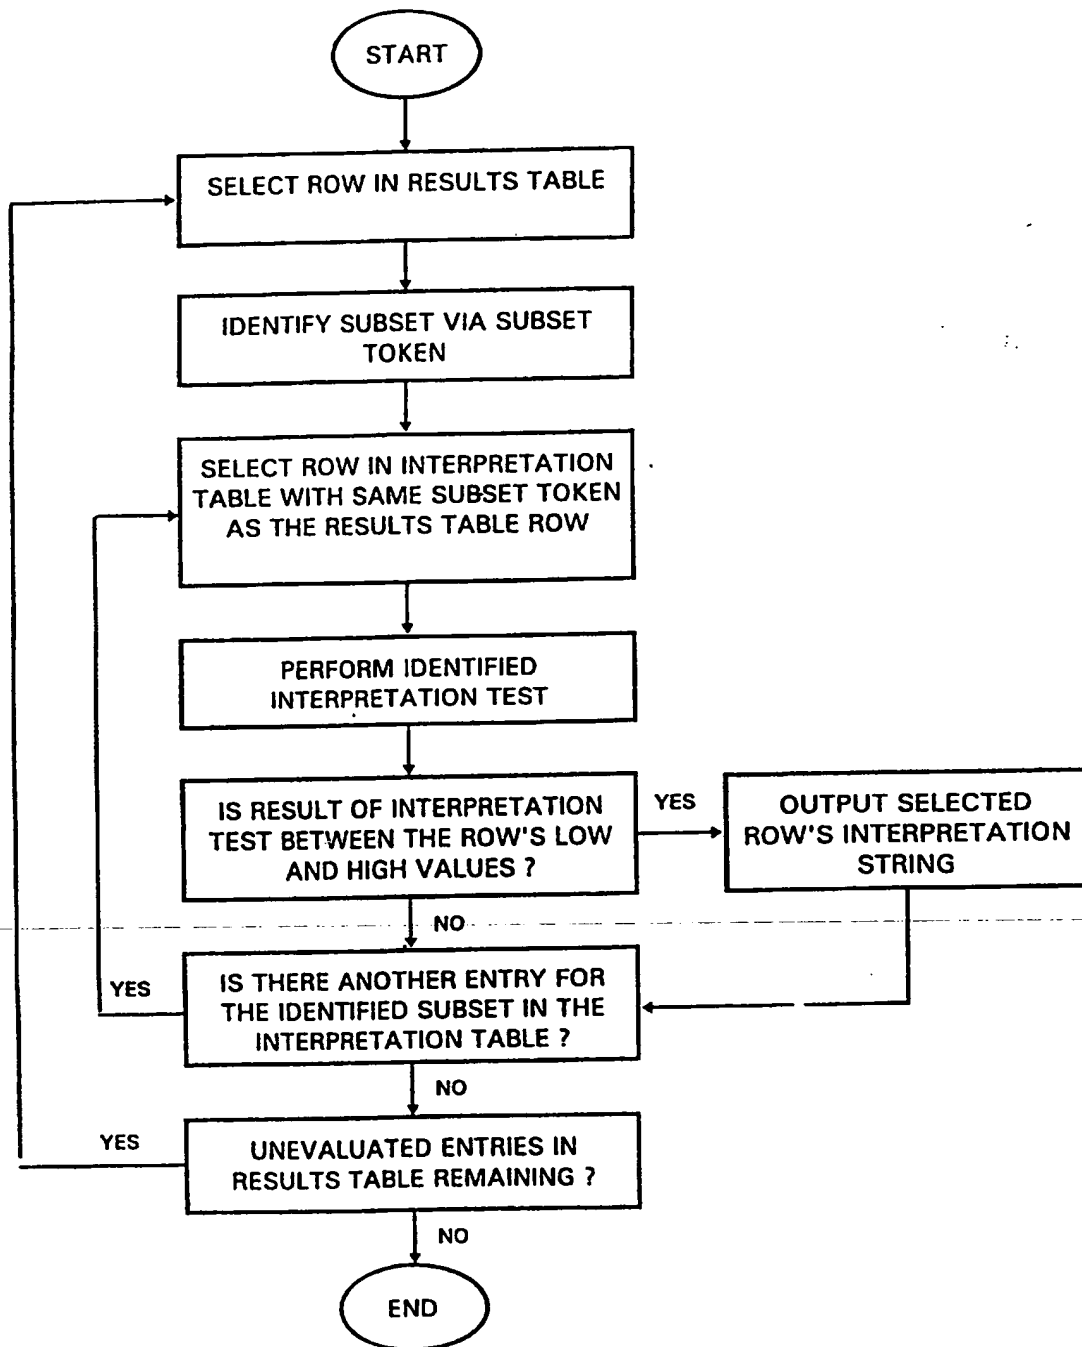 START
SELECT ROW IN RESULTS TABLE
IDENTIFY SUBSET VIA SUBSET
TOKEN
SELECT ROW IN INTERPRETATION
TABLE WITH SAME SUBSET TOKEN
AS THE RESULTS TABLE ROW
PERFORM IDENTIFIED
INTERPRETATION TEST
IS RESULT OF INTERPRETATION
TEST BETWEEN THE ROW'S LOW
AND HIGH VALUES ?
YES
OUTPUT SELECTED
ROW'S INTERPRETATION
STRING
NO
YES
IS THERE ANOTHER ENTRY FOR
THE IDENTIFIED SUBSET IN THE
INTERPRETATION TABLE ?
NO
YES
UNEVALUATED ENTRIES IN
RESULTS TABLE REMAINING ?
NO
END